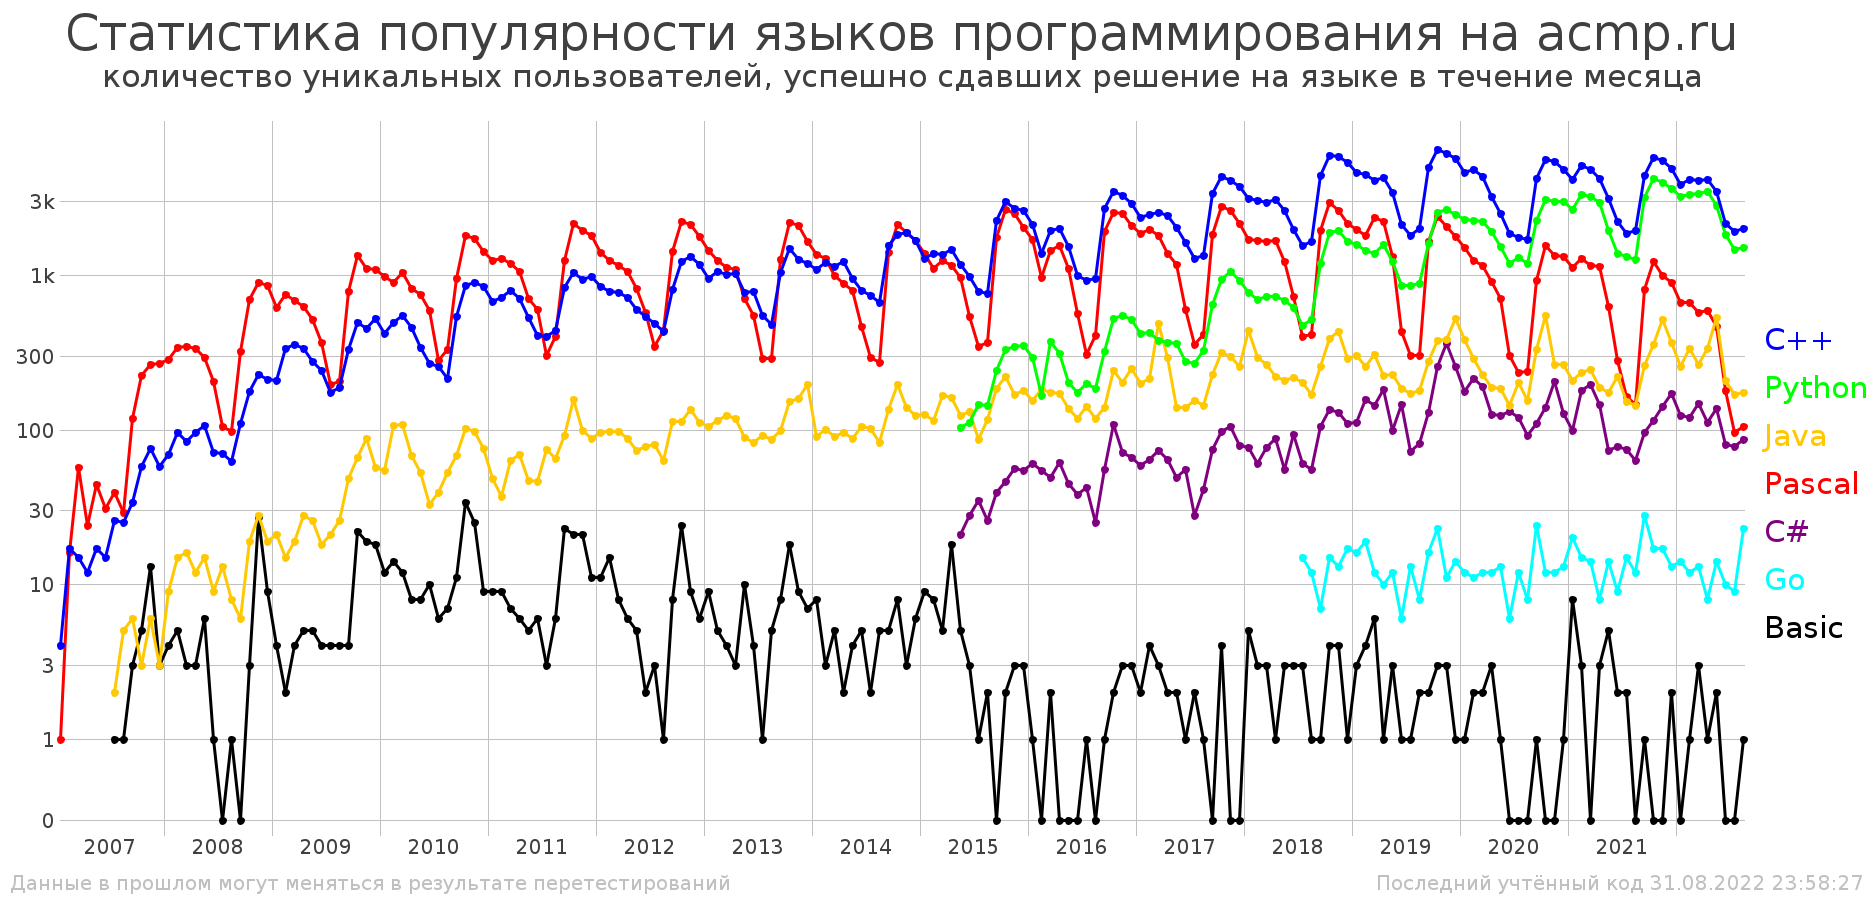 Статистика популярности языков программирования на acmp.ru
количество уникальных пользователей, успешно сдавших решение на языке в течение месяца
3k
1k
300
100
30
10
3
1
0
C++
Python
Java
Pascal
C#
Go
Basic
2007 2008 2009 2010 2011 2012 2013 2014 2015 2016 2017 2018 2019 2020 2021
Данные в прошлом могут меняться в результате перетестирований
Последний учтённый код 31.08.2022 23:58:27